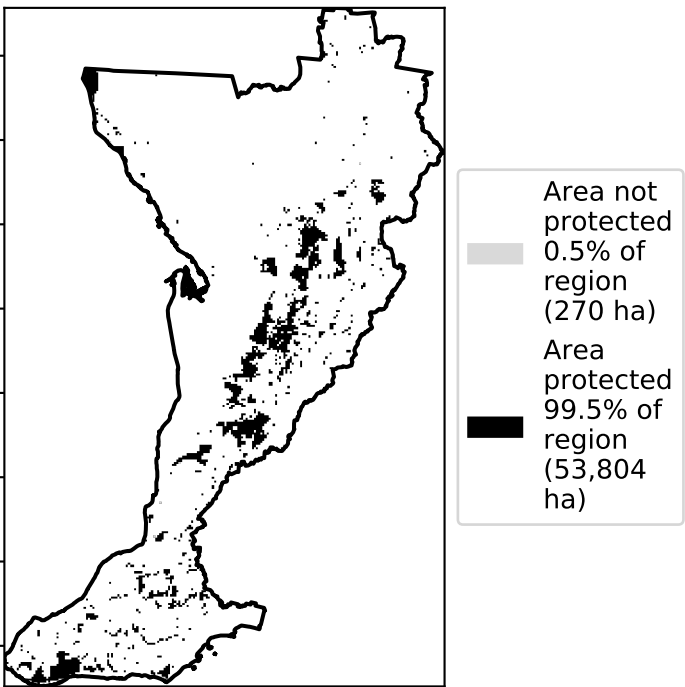 Area not
protected
0.5% of
region
(270 ha)
Area
protected
99.5% of
region
(53,804
ha)